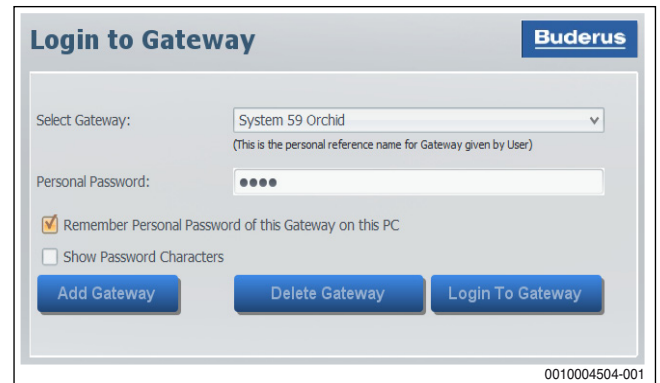 Login to Gateway
Buderus
Select Gateway:
System 59 Orchid
(This is the personal reference name for Gateway given by User)
Personal Password:
●●●●
Remember Personal Password of this Gateway on this PC
Show Password Characters
Add Gateway
Delete Gateway
Login To Gateway
0010004504-001